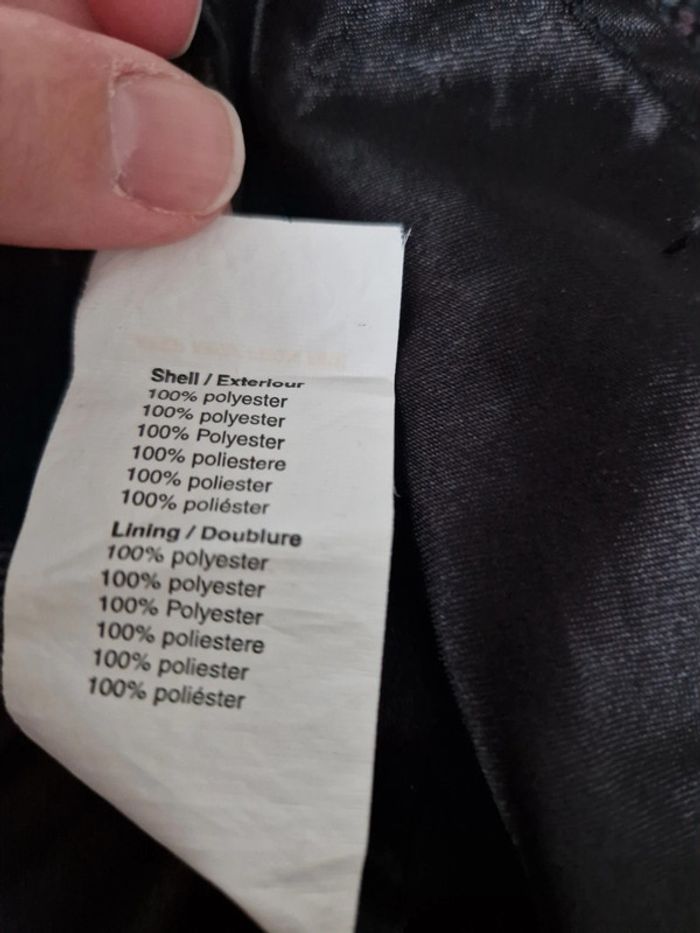 Shell / Exteriour
100% polyester
100% polyester
100% Polyester
100% poliestere
100% poliester
100% poliéster
Lining / Doublure
100% polyester
100% polyester
100% Polyester
100% poliestere
100% poliester
100% poliéster